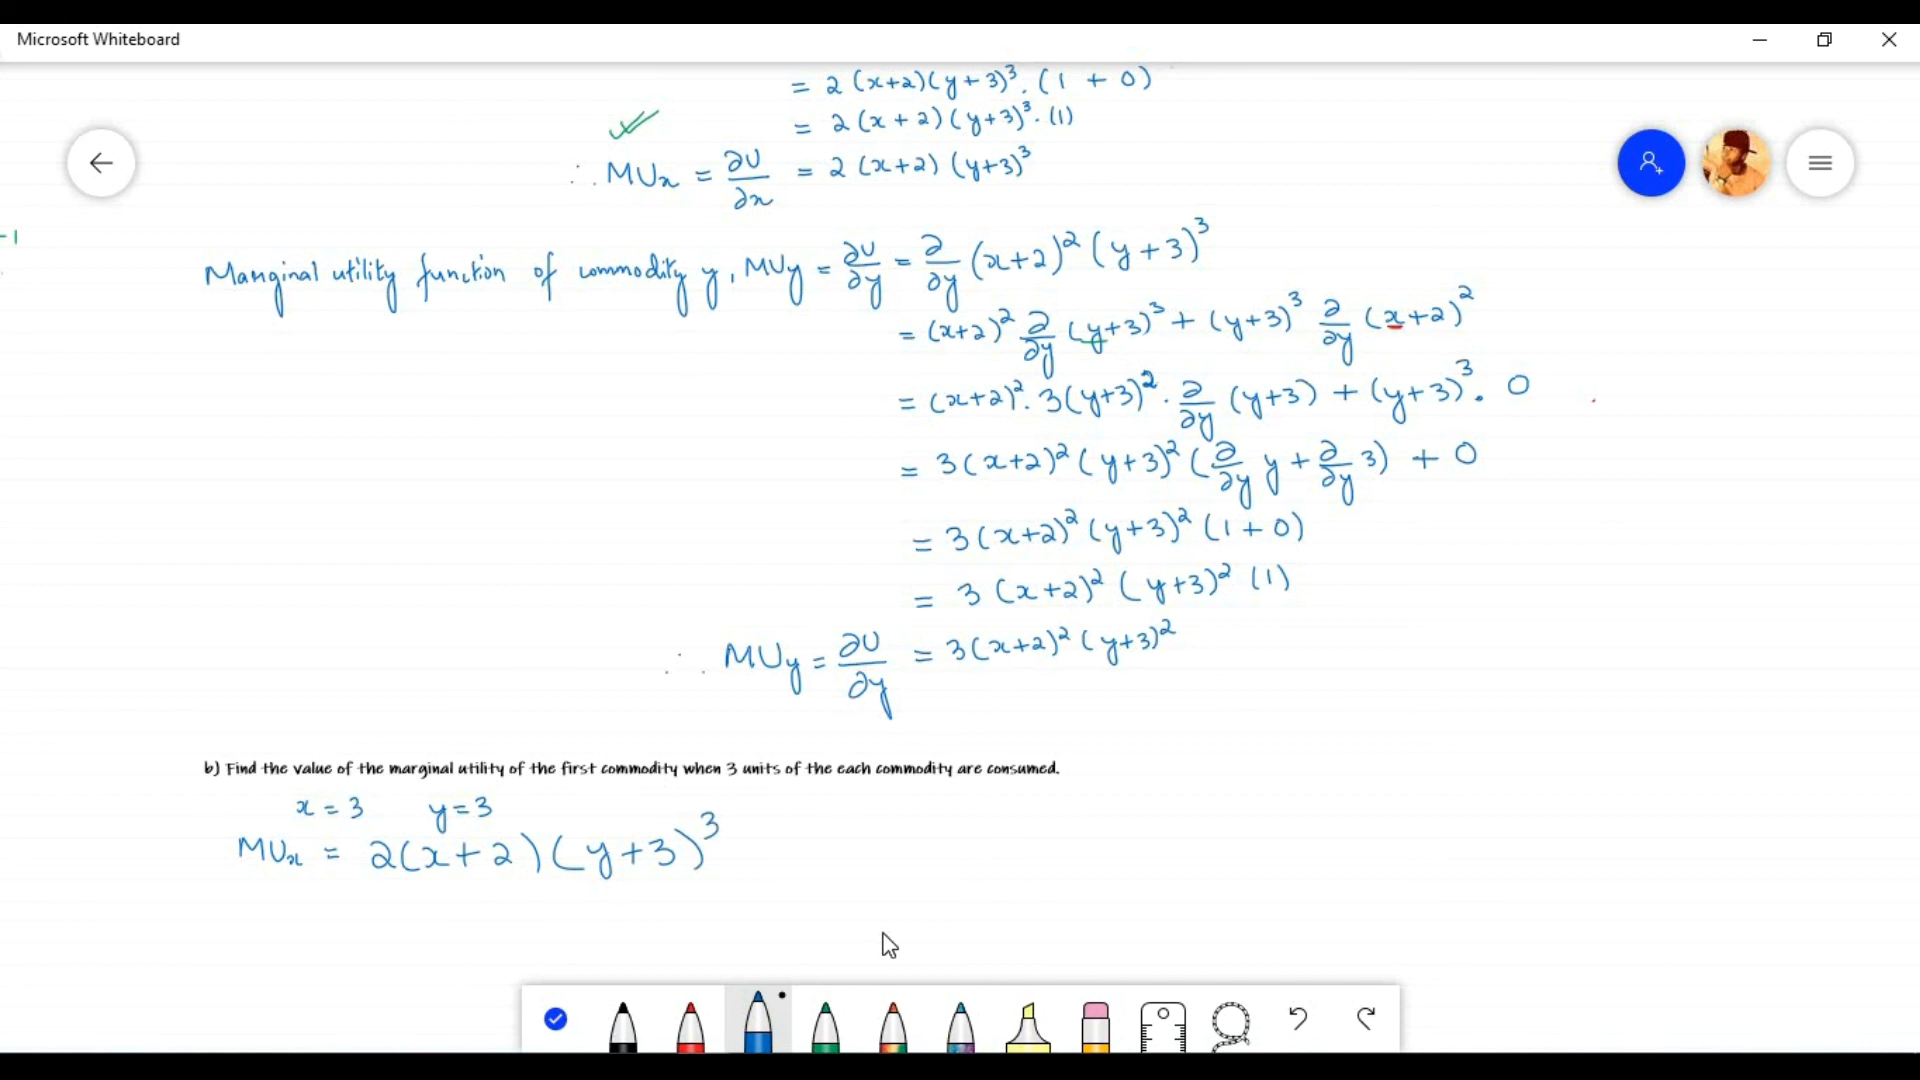 Microsoft Whiteboard
= 2 (x+2)(y+3)³. (1 + 0)
= 2 (x + 2) (y+3)³. (1)
∴ MUx = ∂U/∂x = 2 (x+2) (y+3)³
-1
Marginal utility function of commodity y, MUy = ∂U/∂y = ∂/∂y (x+2)² (y+3)³
= (x+2)² ∂/∂y (y+3)³ + (y+3)³ ∂/∂y (x+2)²
= (x+2)². 3(y+3)² . ∂/∂y (y+3) + (y+3)³. 0
= 3(x+2)² (y+3)² (∂/∂y y + ∂/∂y 3) + 0
= 3(x+2)² (y+3)² (1 + 0)
= 3 (x+2)² (y+3)² (1)
∴ MUy = ∂U/∂y = 3(x+2)² (y+3)²
b) Find the value of the marginal utility of the first commodity when 3 units of the each commodity are consumed.
x = 3 y = 3
MUx = 2(x+2)(y+3)³